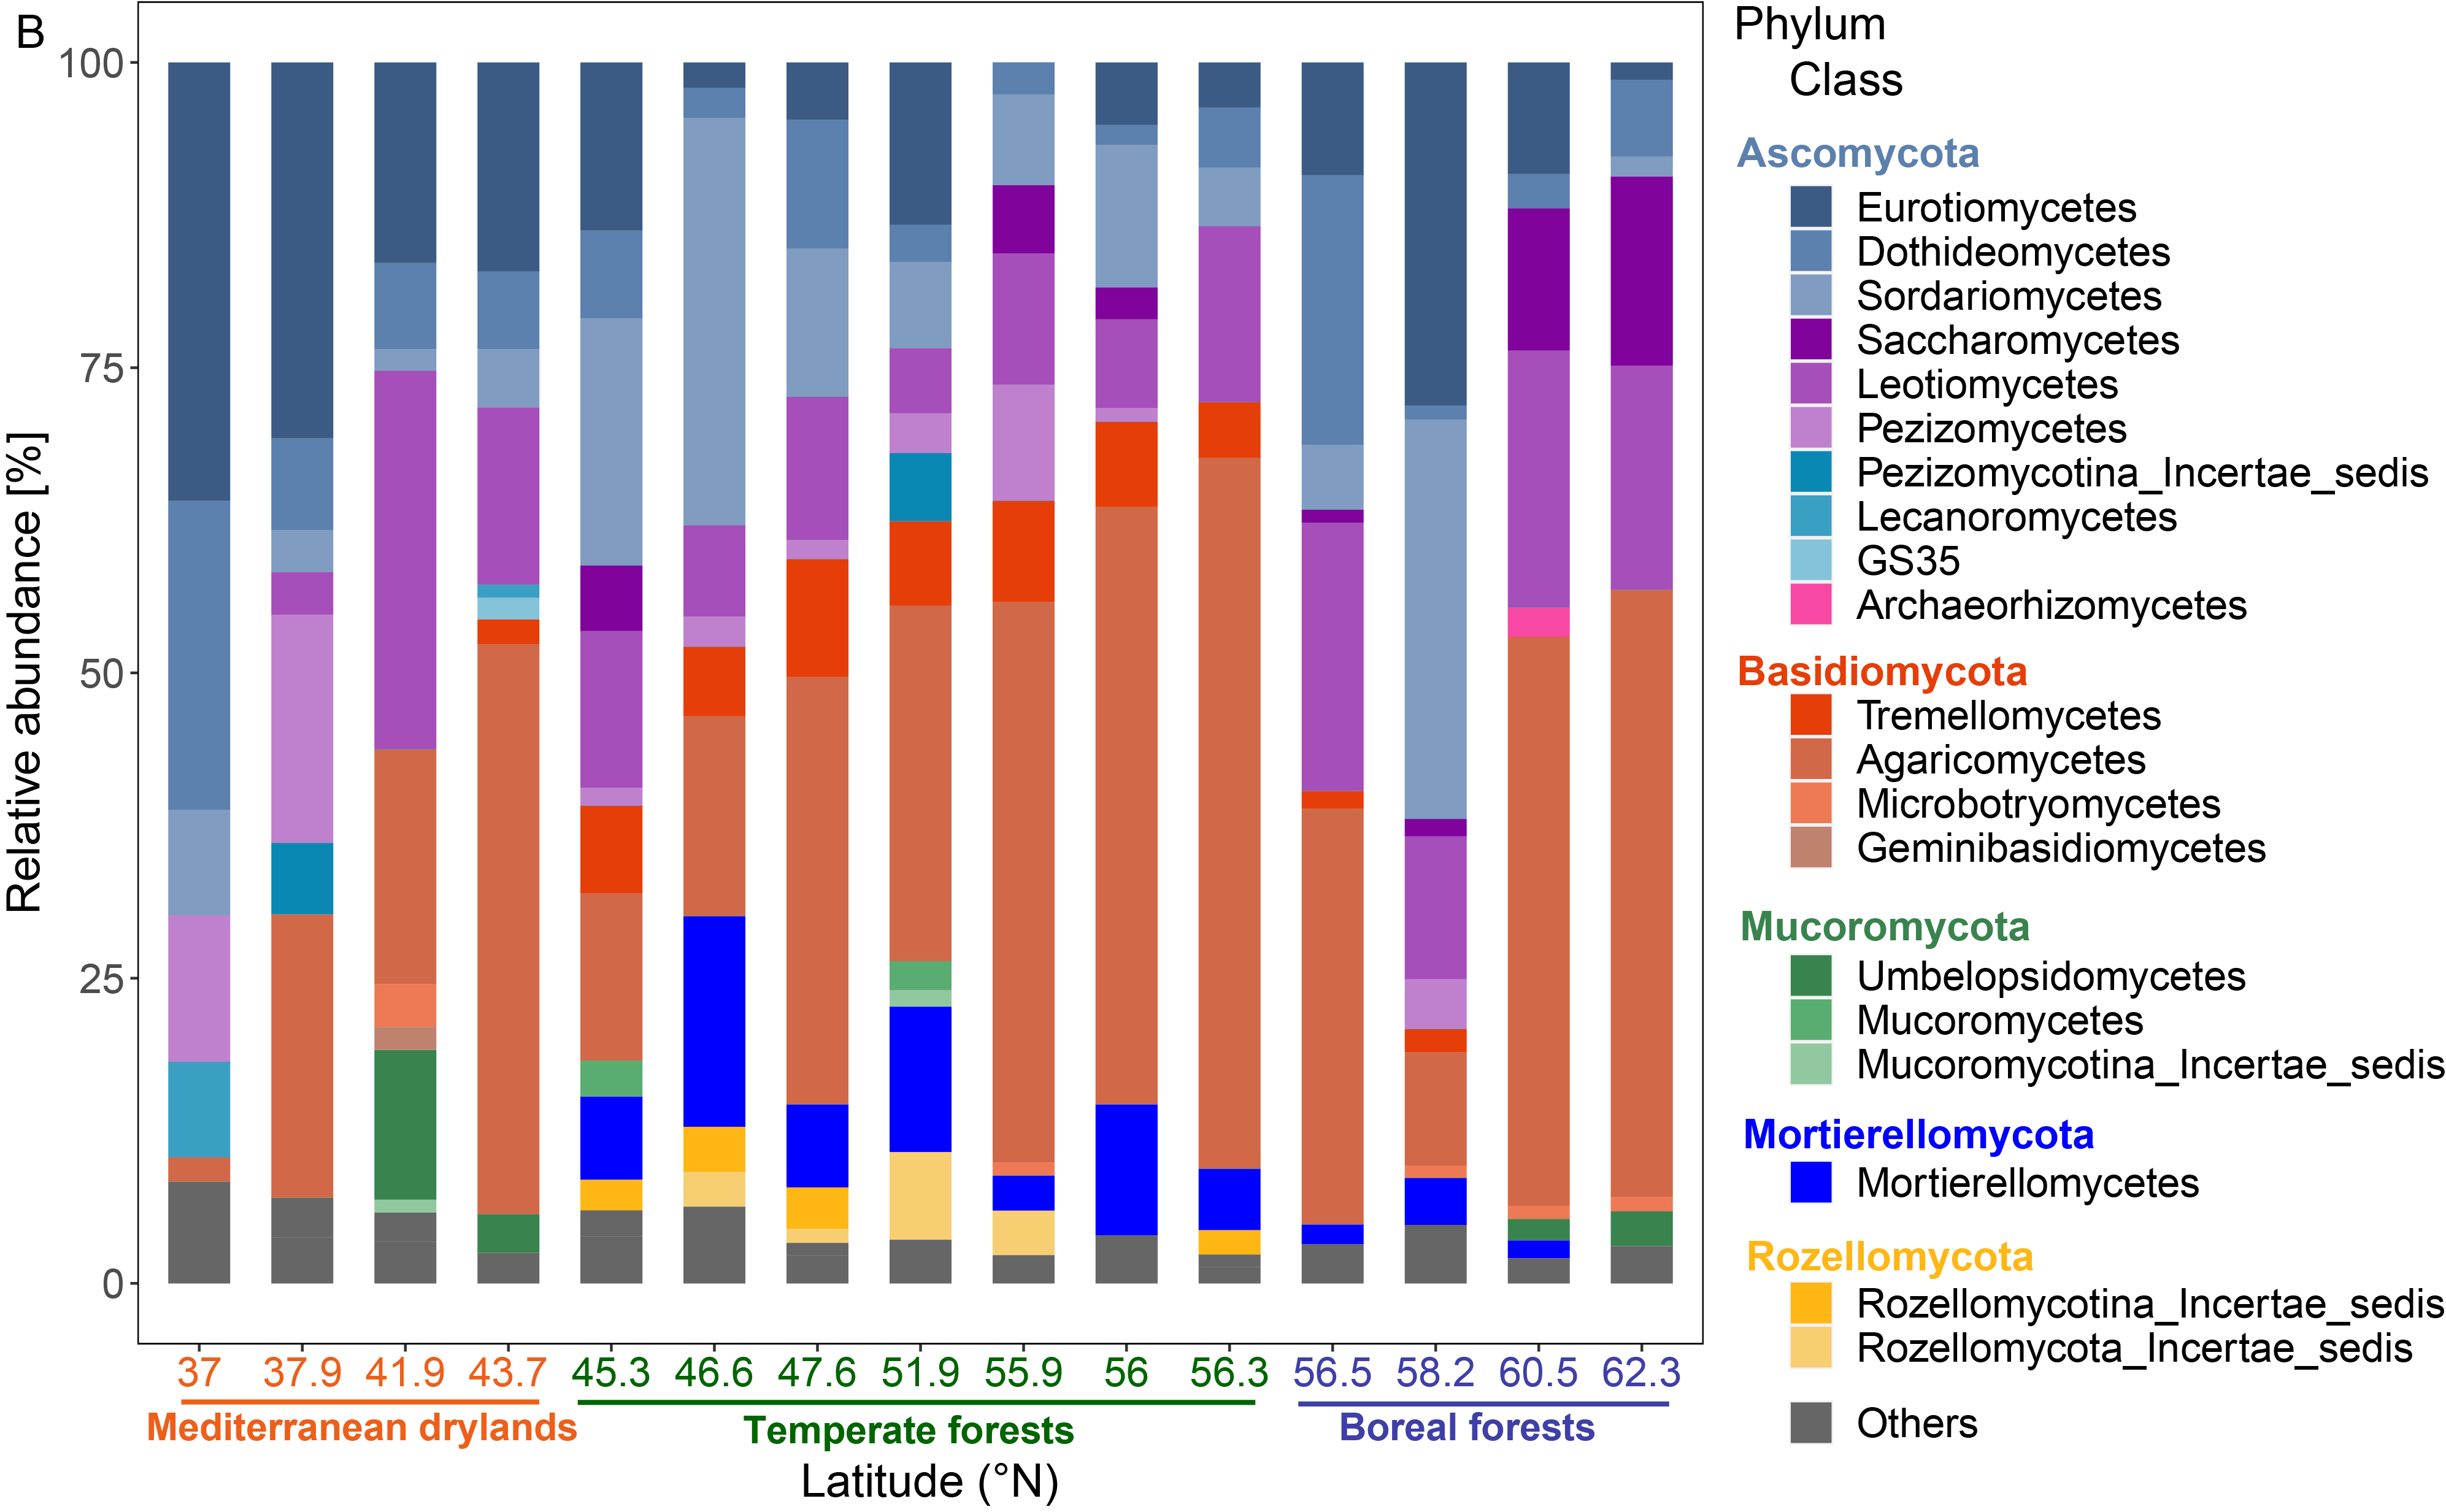 B
Relative abundance [%]
100
75
50
25
0
37 37.9 41.9 43.7 45.3 46.6 47.6 51.9 55.9 56 56.3 56.5 58.2 60.5 62.3
Mediterranean drylands Temperate forests Boreal forests
Latitude (°N)
Phylum
Class
Ascomycota
Eurotiomycetes
Dothideomycetes
Sordariomycetes
Saccharomycetes
Leotiomycetes
Pezizomycetes
Pezizomycotina_Incertae_sedis
Lecanoromycetes
GS35
Archaeorhizomycetes
Basidiomycota
Tremellomycetes
Agaricomycetes
Microbotryomycetes
Geminibasidiomycetes
Mucoromycota
Umbelopsidomycetes
Mucoromycetes
Mucoromycotina_Incertae_sedis
Mortierellomycota
Mortierellomycetes
Rozellomycota
Rozellomycotina_Incertae_sedis
Rozellomycota_Incertae_sedis
Others